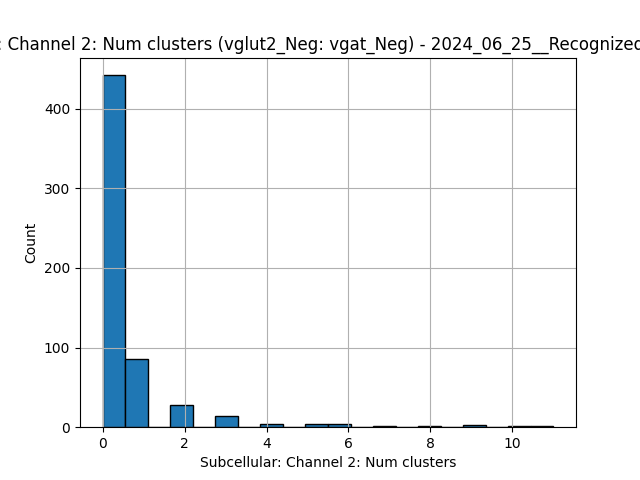 : Channel 2: Num clusters (vglut2_Neg: vgat_Neg) - 2024_06_25__Recognized
400
300
200
100
0
Count
0 2 4 6 8 10
Subcellular: Channel 2: Num clusters